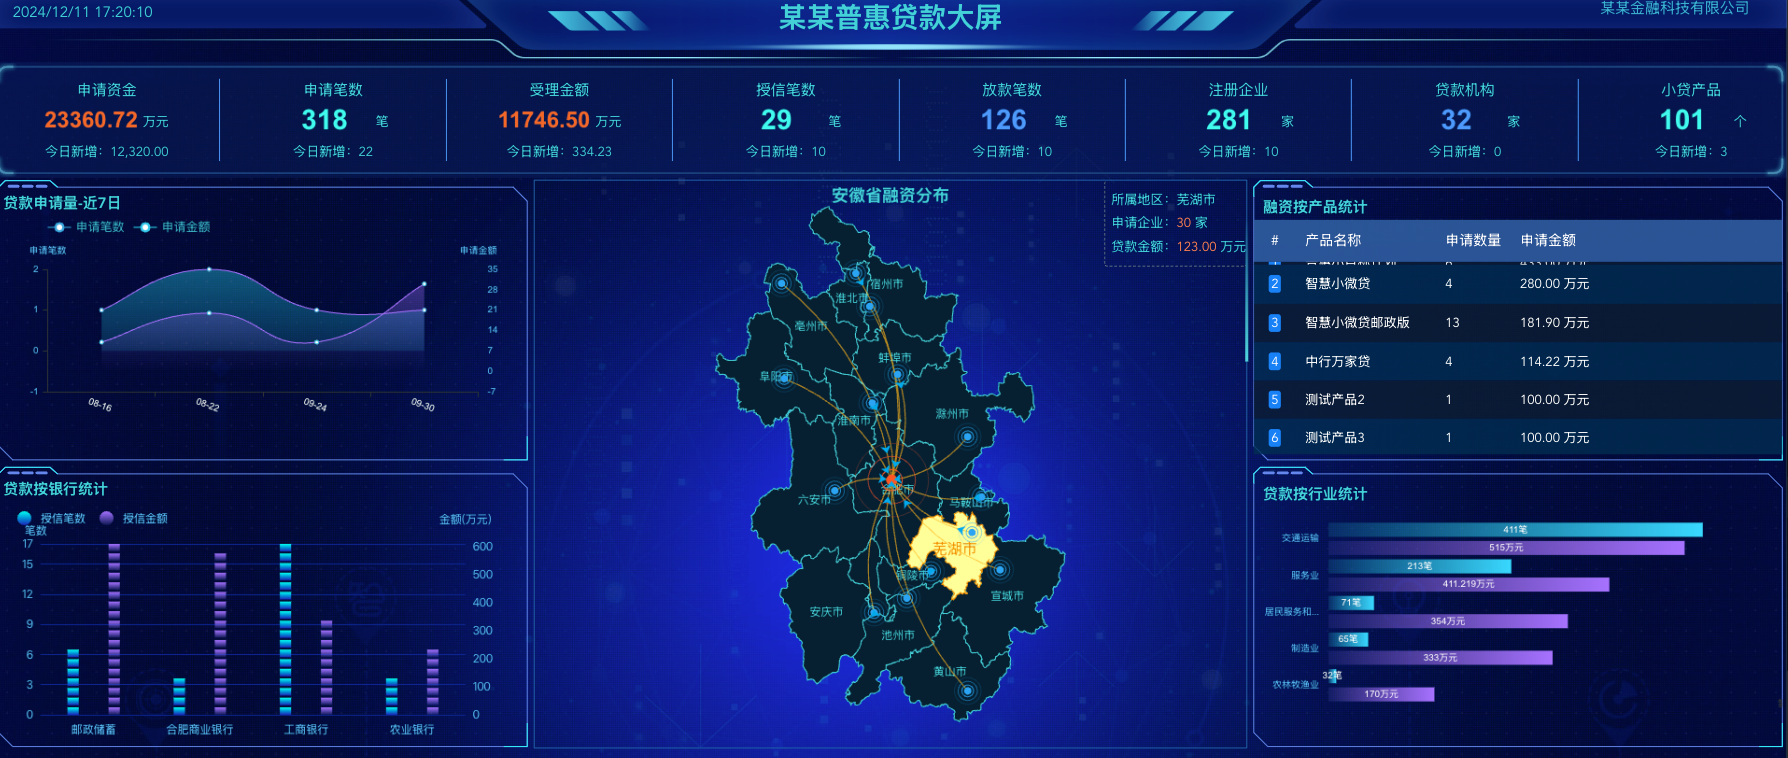 2024/12/11 17:20:10
某某普惠贷款大屏
某某金融科技有限公司
申请资金
23360.72 万元
今日新增：12,320.00
申请笔数
318 笔
今日新增：22
受理金额
11746.50 万元
今日新增：334.23
授信笔数
29 笔
今日新增：10
放款笔数
126 笔
今日新增：10
注册企业
281 家
今日新增：10
贷款机构
32 家
今日新增：0
小贷产品
101 个
今日新增：3
贷款申请量-近7日
申请笔数 申请金额
申请笔数
申请金额
2
1
0
-1
35
28
21
14
7
0
-7
08-16 08-22 09-24 09-30
贷款按银行统计
授信笔数 授信金额
笔数
金额(万元)
17
15
12
9
6
3
0
600
500
400
300
200
100
0
邮政储蓄 合肥商业银行 工商银行 农业银行
安徽省融资分布
所属地区：芜湖市
申请企业：30 家
贷款金额：123.00 万元
宿州市
淮北市
亳州市
蚌埠市
阜阳市
滁州市
淮南市
合肥市
六安市
马鞍山市
芜湖市
铜陵市
宣城市
安庆市
池州市
黄山市
融资按产品统计
# 产品名称 申请数量 申请金额
2 智慧小微贷 4 280.00 万元
3 智慧小微贷邮政版 13 181.90 万元
4 中行万家贷 4 114.22 万元
5 测试产品2 1 100.00 万元
6 测试产品3 1 100.00 万元
贷款按行业统计
交通运输
411笔
515万元
服务业
213笔
411.219万元
居民服务和...
71笔
354万元
制造业
65笔
333万元
农林牧渔业
32笔
170万元